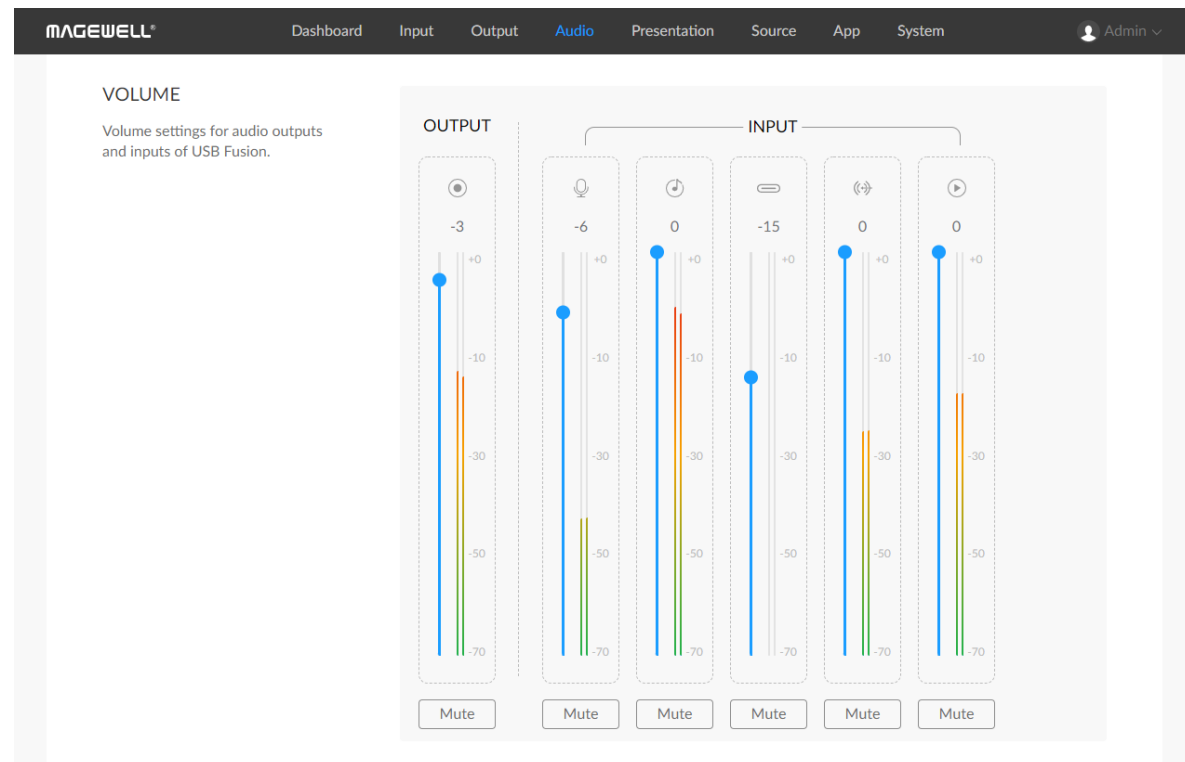 MAGEWELL®
Dashboard Input Output Audio Presentation Source App System Admin
VOLUME
Volume settings for audio outputs
and inputs of USB Fusion.
OUTPUT INPUT
-3 -6 0 -15 0 0
+0 +0 +0 +0 +0 +0
-10 -10 -10 -10 -10 -10
-30 -30 -30 -30 -30 -30
-50 -50 -50 -50 -50 -50
-70 -70 -70 -70 -70 -70
Mute Mute Mute Mute Mute Mute